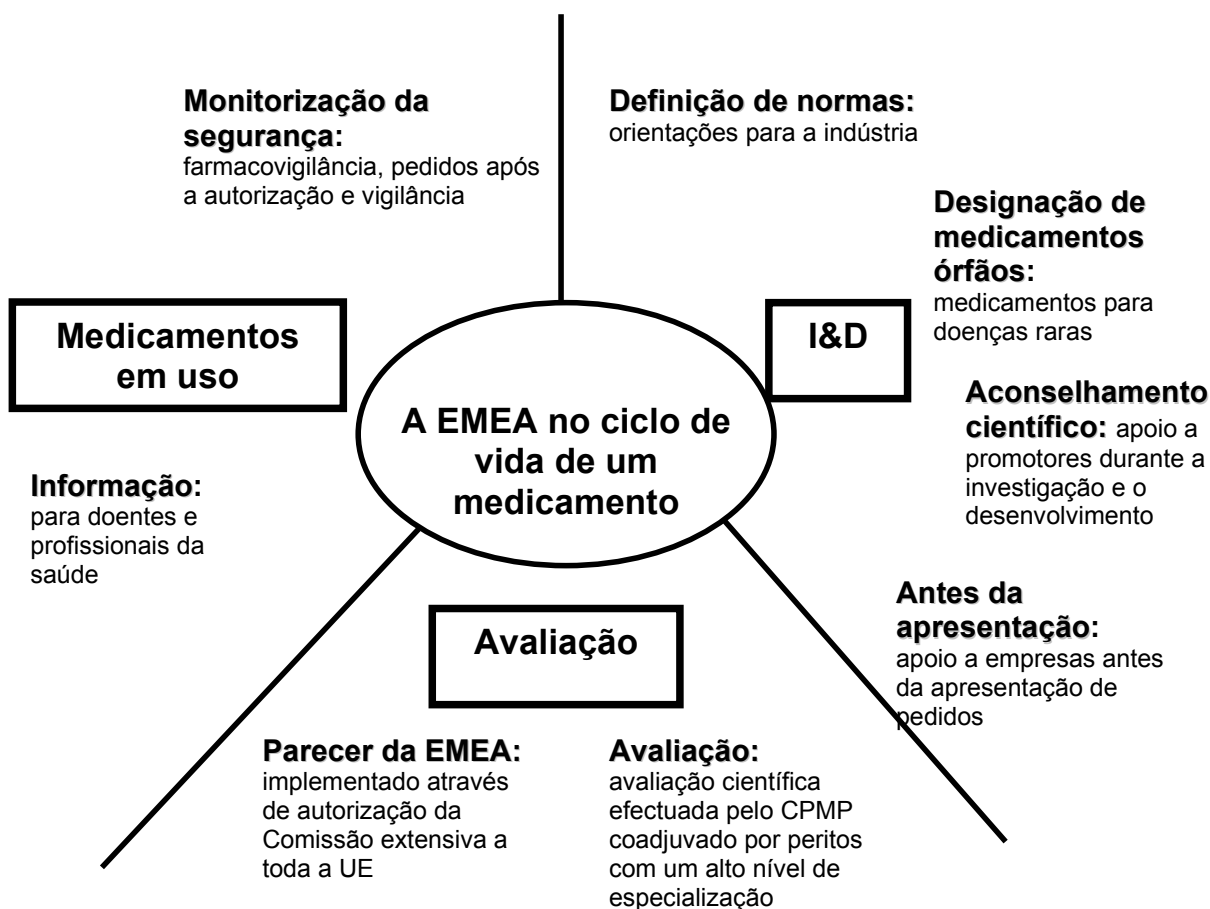 Monitorização da
segurança:
farmacovigilância, pedidos após
a autorização e vigilância
Definição de normas:
orientações para a indústria
Designação de
medicamentos
órfãos:
medicamentos para
doenças raras
Medicamentos
em uso
I&D
A EMEA no ciclo de
vida de um
medicamento
Aconselhamento
científico: apoio a
promotores durante a
investigação e o
desenvolvimento
Informação:
para doentes e
profissionais da
saúde
Antes da
apresentação:
apoio a empresas antes
da apresentação de
pedidos
Avaliação
Parecer da EMEA:
implementado através
de autorização da
Comissão extensiva a
toda a UE
Avaliação:
avaliação científica
efectuada pelo CPMP
coadjuvado por peritos
com um alto nível de
especialização